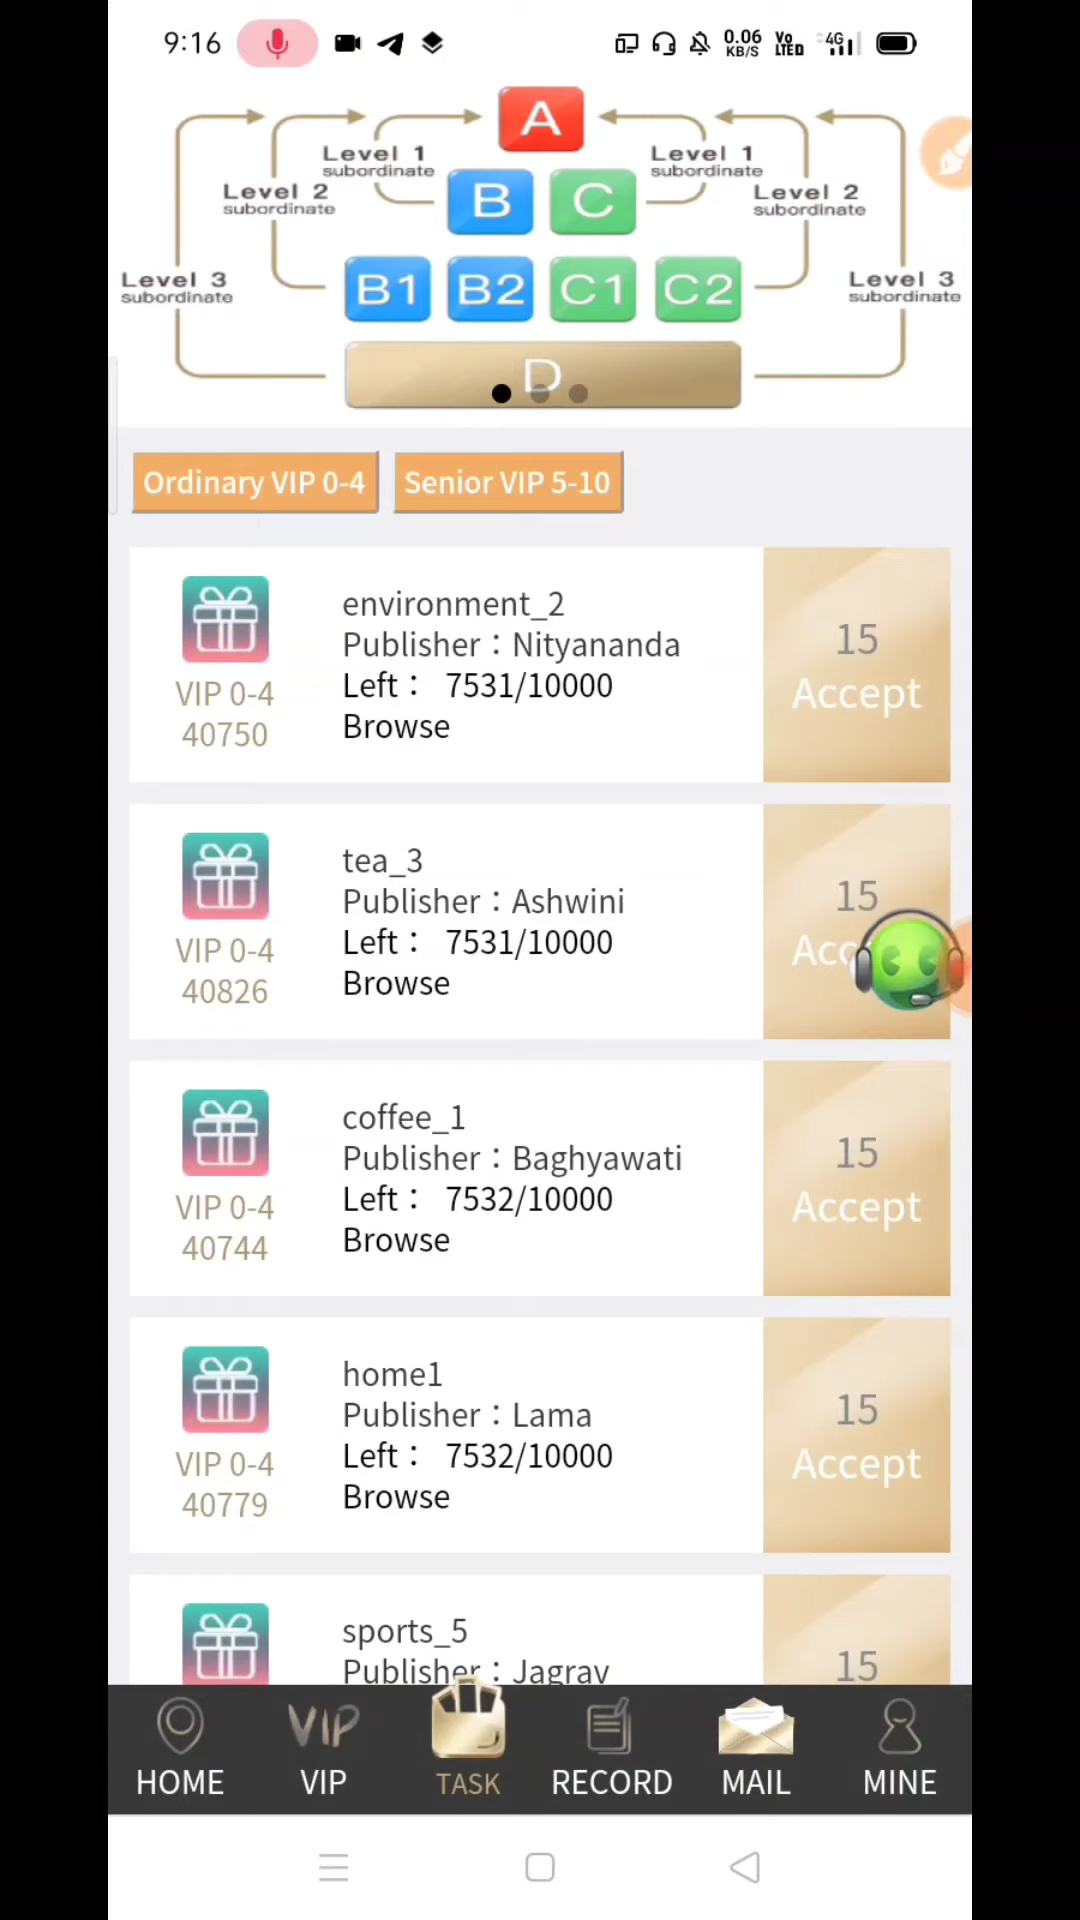 9:16
0.06
KB/S
Vo
LTED
4G
A
Level 1
subordinate
Level 1
subordinate
Level 2
subordinate
B
C
Level 2
subordinate
Level 3
subordinate
B1
B2
C1
C2
Level 3
subordinate
D
Ordinary VIP 0-4
Senior VIP 5-10
environment_2
Publisher：Nityananda
Left： 7531/10000
Browse
VIP 0-4
40750
15
Accept
tea_3
Publisher：Ashwini
Left： 7531/10000
Browse
VIP 0-4
40826
15
Acc
coffee_1
Publisher：Baghyawati
Left： 7532/10000
Browse
VIP 0-4
40744
15
Accept
home1
Publisher：Lama
Left： 7532/10000
Browse
VIP 0-4
40779
15
Accept
sports_5
Publisher：Jagrav
15
VIP
HOME
VIP
TASK
RECORD
MAIL
MINE